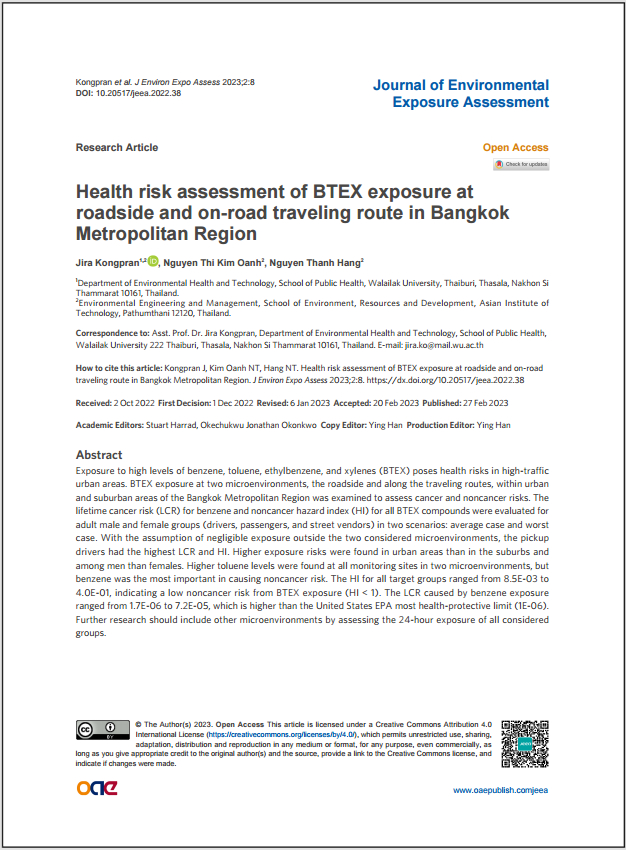 Kongpran et al. J Environ Expo Assess 2023;2:8
DOI: 10.20517/jeea.2022.38
Journal of Environmental
Exposure Assessment
Research Article
Open Access
Check for updates
Health risk assessment of BTEX exposure at
roadside and on-road traveling route in Bangkok
Metropolitan Region
Jira Kongpran1,2 iD, Nguyen Thi Kim Oanh2, Nguyen Thanh Hang2
1Department of Environmental Health and Technology, School of Public Health, Walailak University, Thaiburi, Thasala, Nakhon Si
Thammarat 10161, Thailand.
2Environmental Engineering and Management, School of Environment, Resources and Development, Asian Institute of
Technology, Pathumthani 12120, Thailand.
Correspondence to: Asst. Prof. Dr. Jira Kongpran, Department of Environmental Health and Technology, School of Public Health,
Walailak University 222 Thaiburi, Thasala, Nakhon Si Thammarat 10161, Thailand. E-mail: jira.ko@mail.wu.ac.th
How to cite this article: Kongpran J, Kim Oanh NT, Hang NT. Health risk assessment of BTEX exposure at roadside and on-road
traveling route in Bangkok Metropolitan Region. J Environ Expo Assess 2023;2:8. https://dx.doi.org/10.20517/jeea.2022.38
Received: 2 Oct 2022 First Decision: 1 Dec 2022 Revised: 6 Jan 2023 Accepted: 20 Feb 2023 Published: 27 Feb 2023
Academic Editors: Stuart Harrad, Okechukwu Jonathan Okonkwo Copy Editor: Ying Han Production Editor: Ying Han
Abstract
Exposure to high levels of benzene, toluene, ethylbenzene, and xylenes (BTEX) poses health risks in high-traffic
urban areas. BTEX exposure at two microenvironments, the roadside and along the traveling routes, within urban
and suburban areas of the Bangkok Metropolitan Region was examined to assess cancer and noncancer risks. The
lifetime cancer risk (LCR) for benzene and noncancer hazard index (HI) for all BTEX compounds were evaluated for
adult male and female groups (drivers, passengers, and street vendors) in two scenarios: average case and worst
case. With the assumption of negligible exposure outside the two considered microenvironments, the pickup
drivers had the highest LCR and HI. Higher exposure risks were found in urban areas than in the suburbs and
among men than females. Higher toluene levels were found at all monitoring sites in two microenvironments, but
benzene was the most important in causing noncancer risk. The HI for all target groups ranged from 8.5E-03 to
4.0E-01, indicating a low noncancer risk from BTEX exposure (HI < 1). The LCR caused by benzene exposure
ranged from 1.7E-06 to 7.2E-05, which is higher than the United States EPA most health-protective limit (1E-06).
Further research should include other microenvironments by assessing the 24-hour exposure of all considered
groups.
cc BY
© The Author(s) 2023. Open Access This article is licensed under a Creative Commons Attribution 4.0
International License (https://creativecommons.org/licenses/by/4.0/), which permits unrestricted use, sharing,
adaptation, distribution and reproduction in any medium or format, for any purpose, even commercially, as
long as you give appropriate credit to the original author(s) and the source, provide a link to the Creative Commons license, and
indicate if changes were made.
oae
www.oaepublish.com/jeea